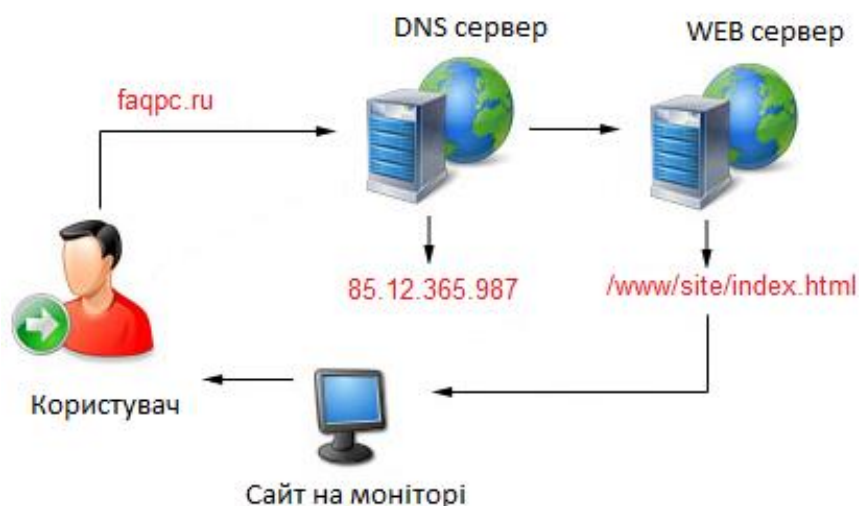 DNS сервер
WEB сервер
faqpc.ru
85.12.365.987
/www/site/index.html
Користувач
Сайт на моніторі